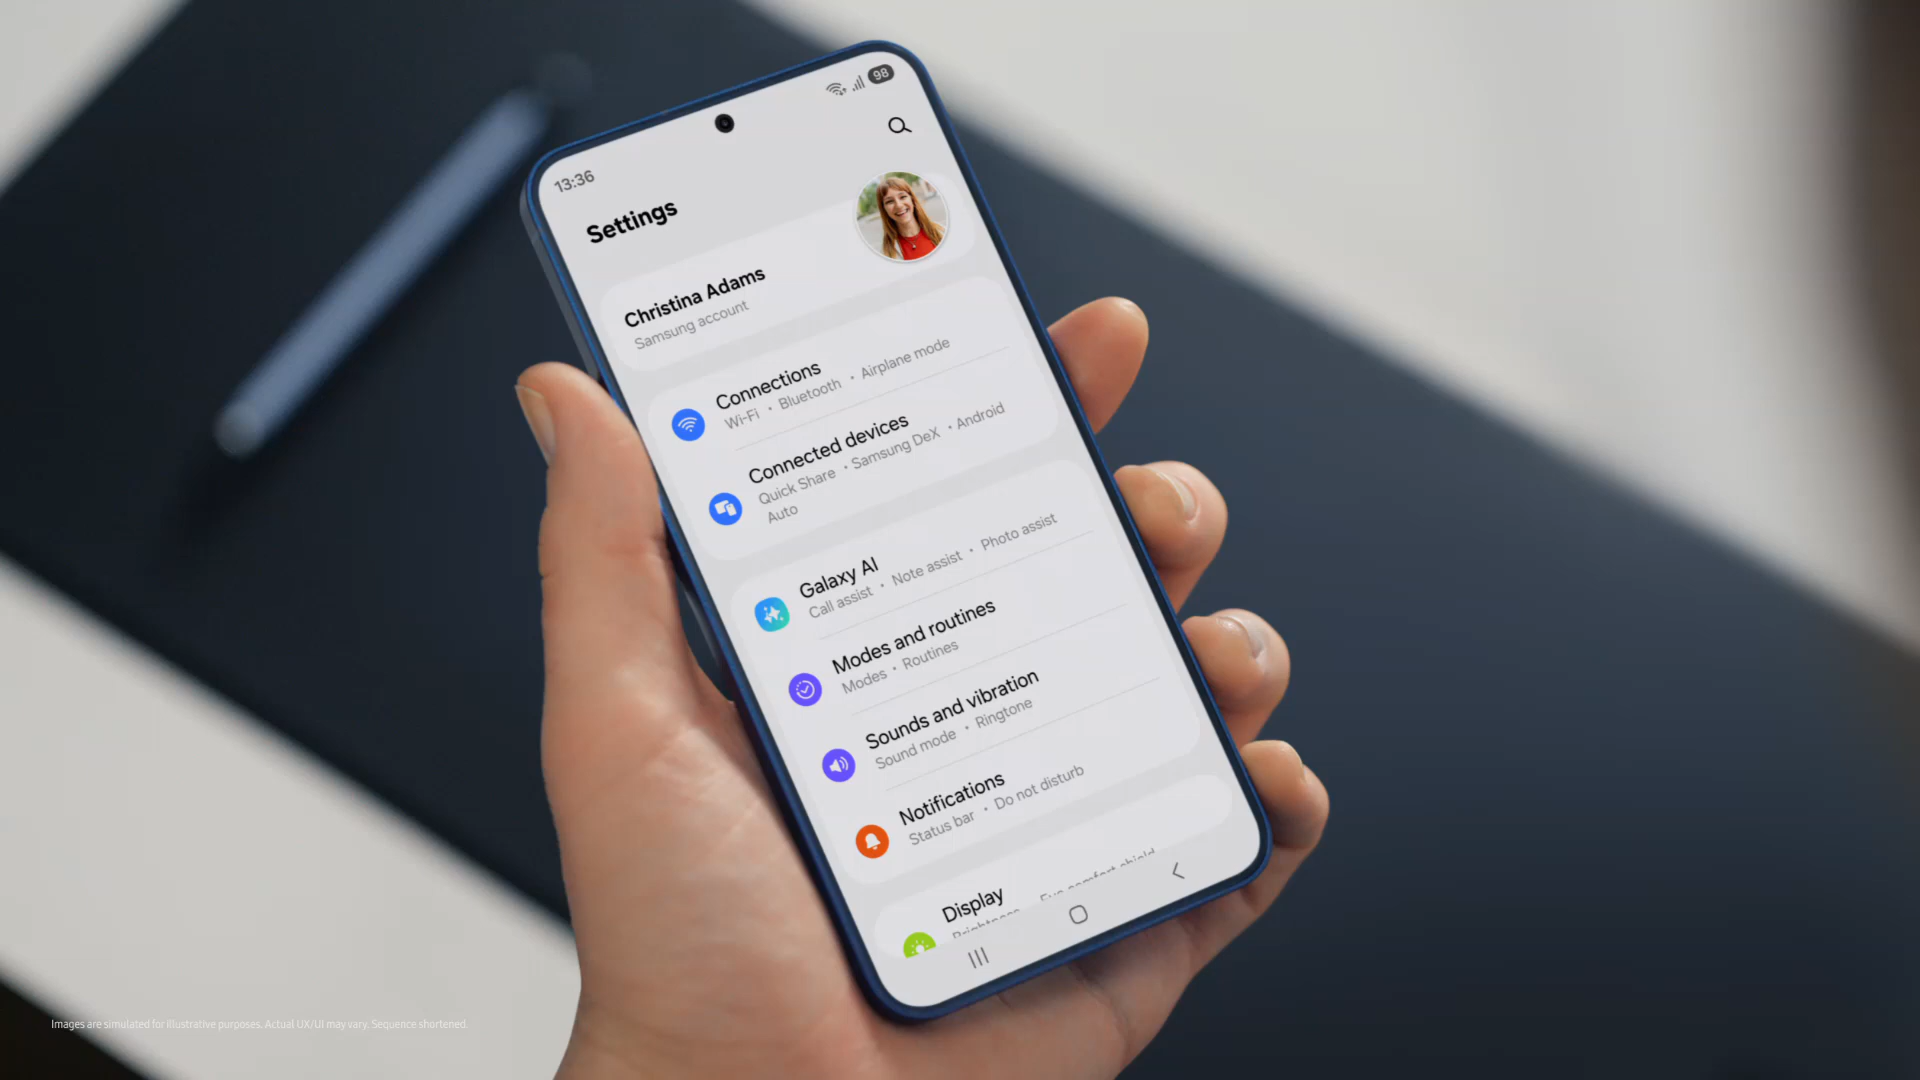 98
13:36
Settings
Christina Adams
Samsung account
Connections
Wi-Fi • Bluetooth • Airplane mode
Connected devices
Quick Share • Samsung DeX • Android
Auto
Galaxy AI
Call assist • Note assist • Photo assist
Modes and routines
Modes • Routines
Sounds and vibration
Sound mode • Ringtone
Notifications
Status bar • Do not disturb
Display
Brightness • Eye comfort shield
Images are simulated for illustrative purposes. Actual UX/UI may vary. Sequence shortened.